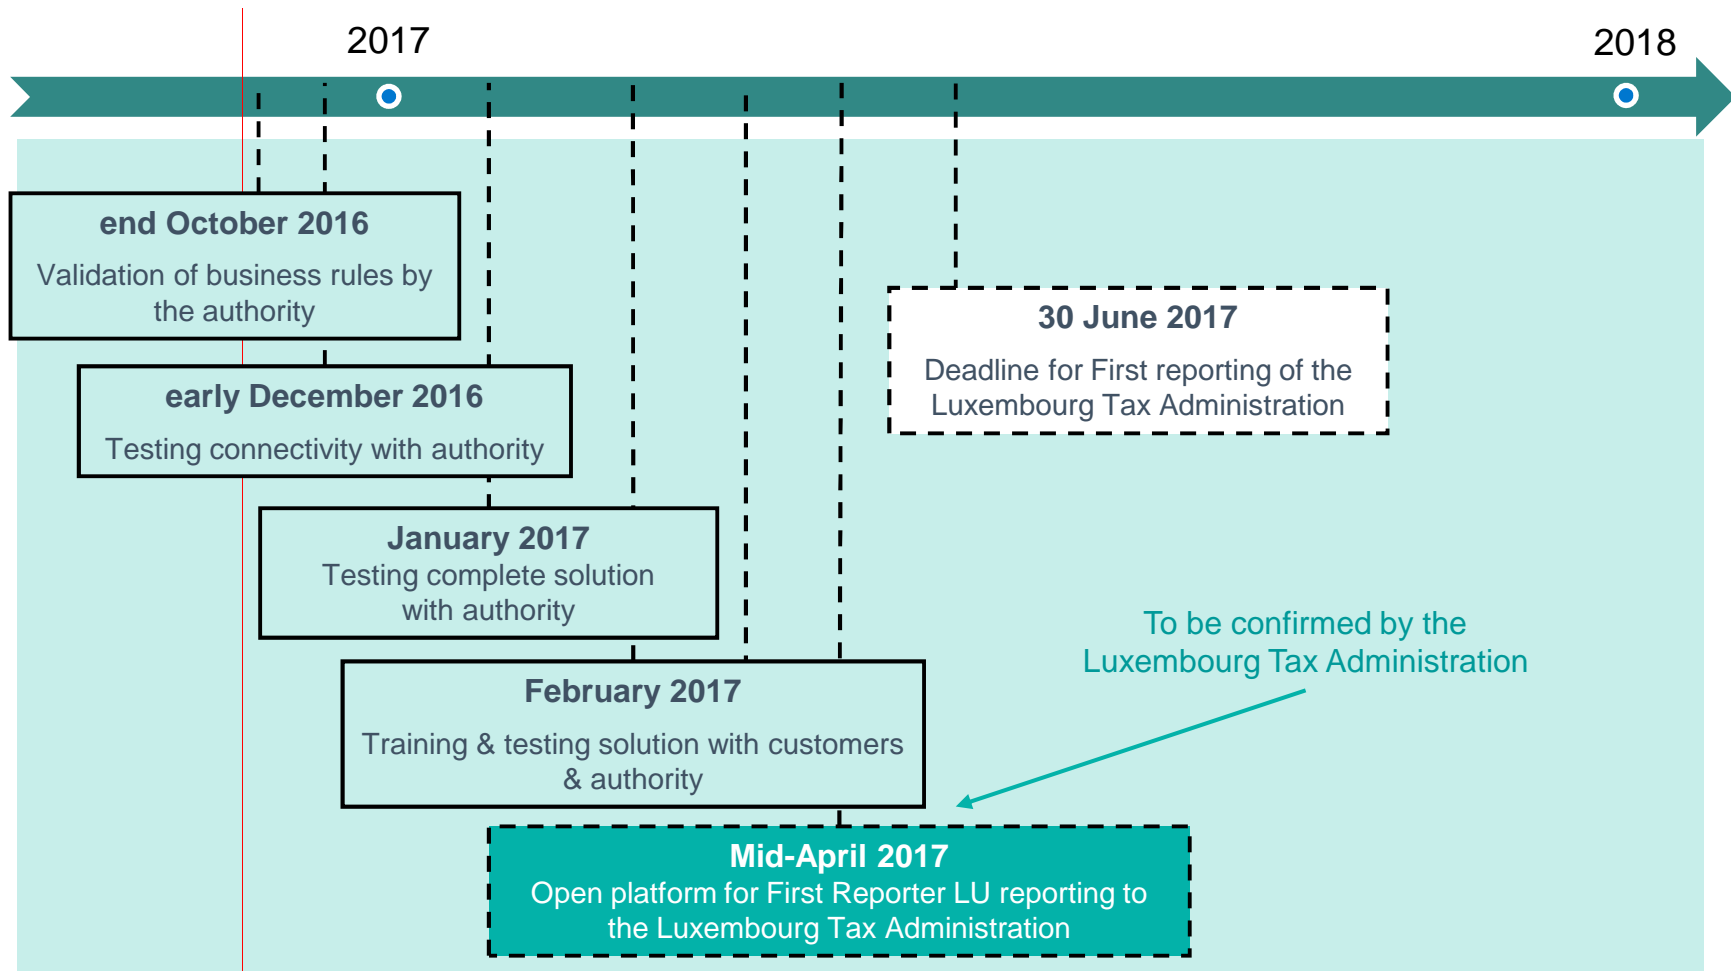 2017
2018
end October 2016
Validation of business rules by
the authority
early December 2016
Testing connectivity with authority
January 2017
Testing complete solution
with authority
February 2017
Training & testing solution with customers
& authority
Mid-April 2017
Open platform for First Reporter LU reporting to
the Luxembourg Tax Administration
30 June 2017
Deadline for First reporting of the
Luxembourg Tax Administration
To be confirmed by the
Luxembourg Tax Administration